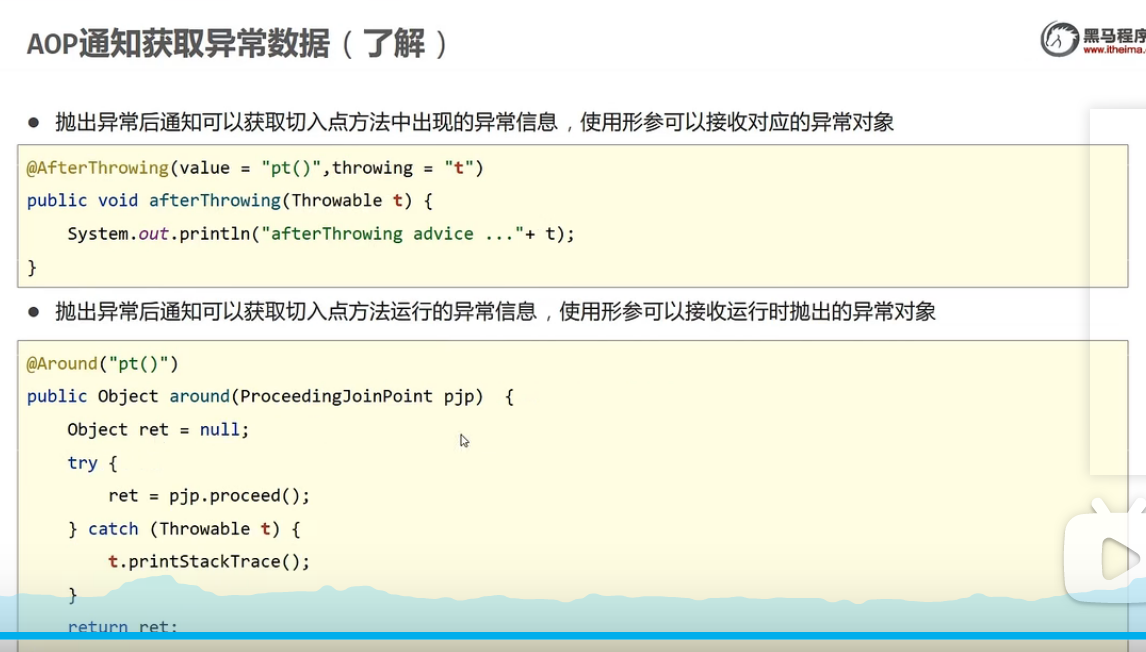 AOP通知获取异常数据（了解）
黑马程序
www.itheima.
● 抛出异常后通知可以获取切入点方法中出现的异常信息，使用形参可以接收对应的异常对象
@AfterThrowing(value = "pt()",throwing = "t")
public void afterThrowing(Throwable t) {
    System.out.println("afterThrowing advice ..."+ t);
}
● 抛出异常后通知可以获取切入点方法运行的异常信息，使用形参可以接收运行时抛出的异常对象
@Around("pt()")
public Object around(ProceedingJoinPoint pjp)  {
    Object ret = null;
    try {
        ret = pjp.proceed();
    } catch (Throwable t) {
        t.printStackTrace();
    }
    return ret;